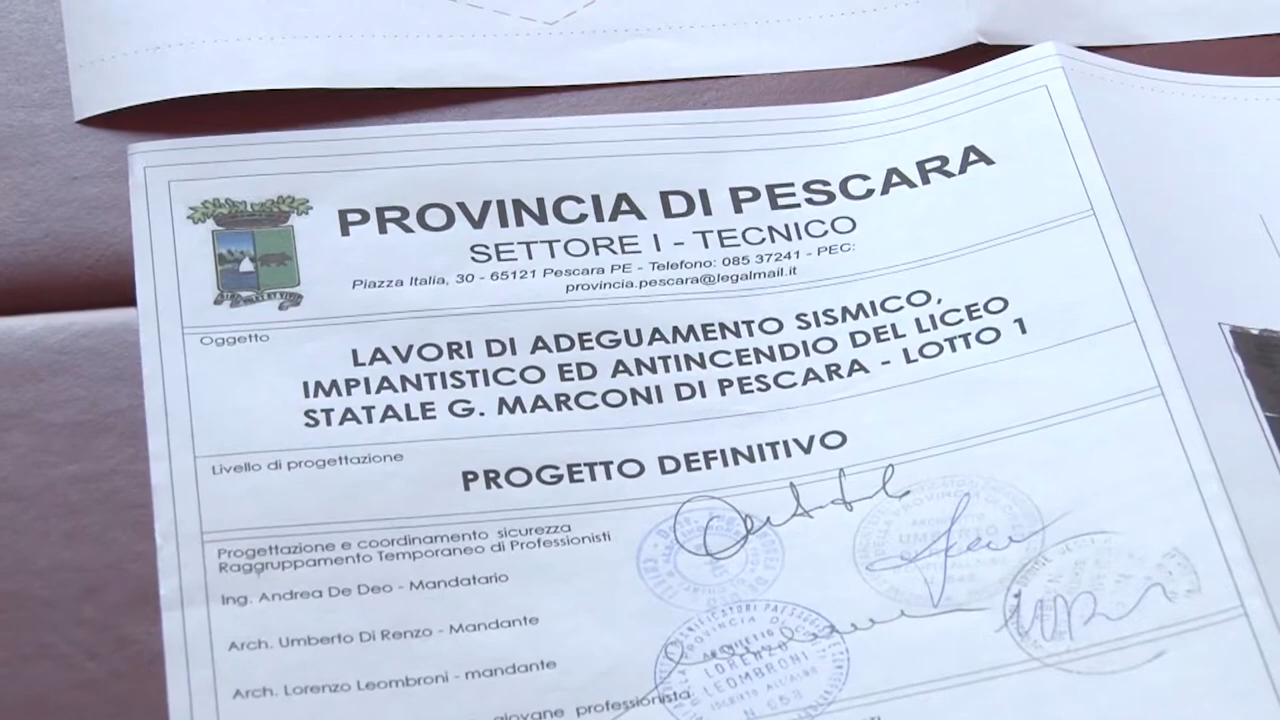 PROVINCIA DI PESCARA
SETTORE I - TECNICO
Piazza Italia, 30 - 65121 Pescara PE - Telefono: 085 37241 - PEC:
provincia.pescara@legalmail.it
Oggetto
LAVORI DI ADEGUAMENTO SISMICO,
IMPIANTISTICO ED ANTINCENDIO DEL LICEO
STATALE G. MARCONI DI PESCARA - LOTTO 1
Livello di progettazione
PROGETTO DEFINITIVO
Progettazione e coordinamento sicurezza
Raggruppamento Temporaneo di Professionisti
Ing. Andrea De Deo - Mandatario
Arch. Umberto Di Renzo - Mandante
Arch. Lorenzo Leombroni - mandante
giovane professionista
ARCHITETTO
LORENZO
LEOMBRONI